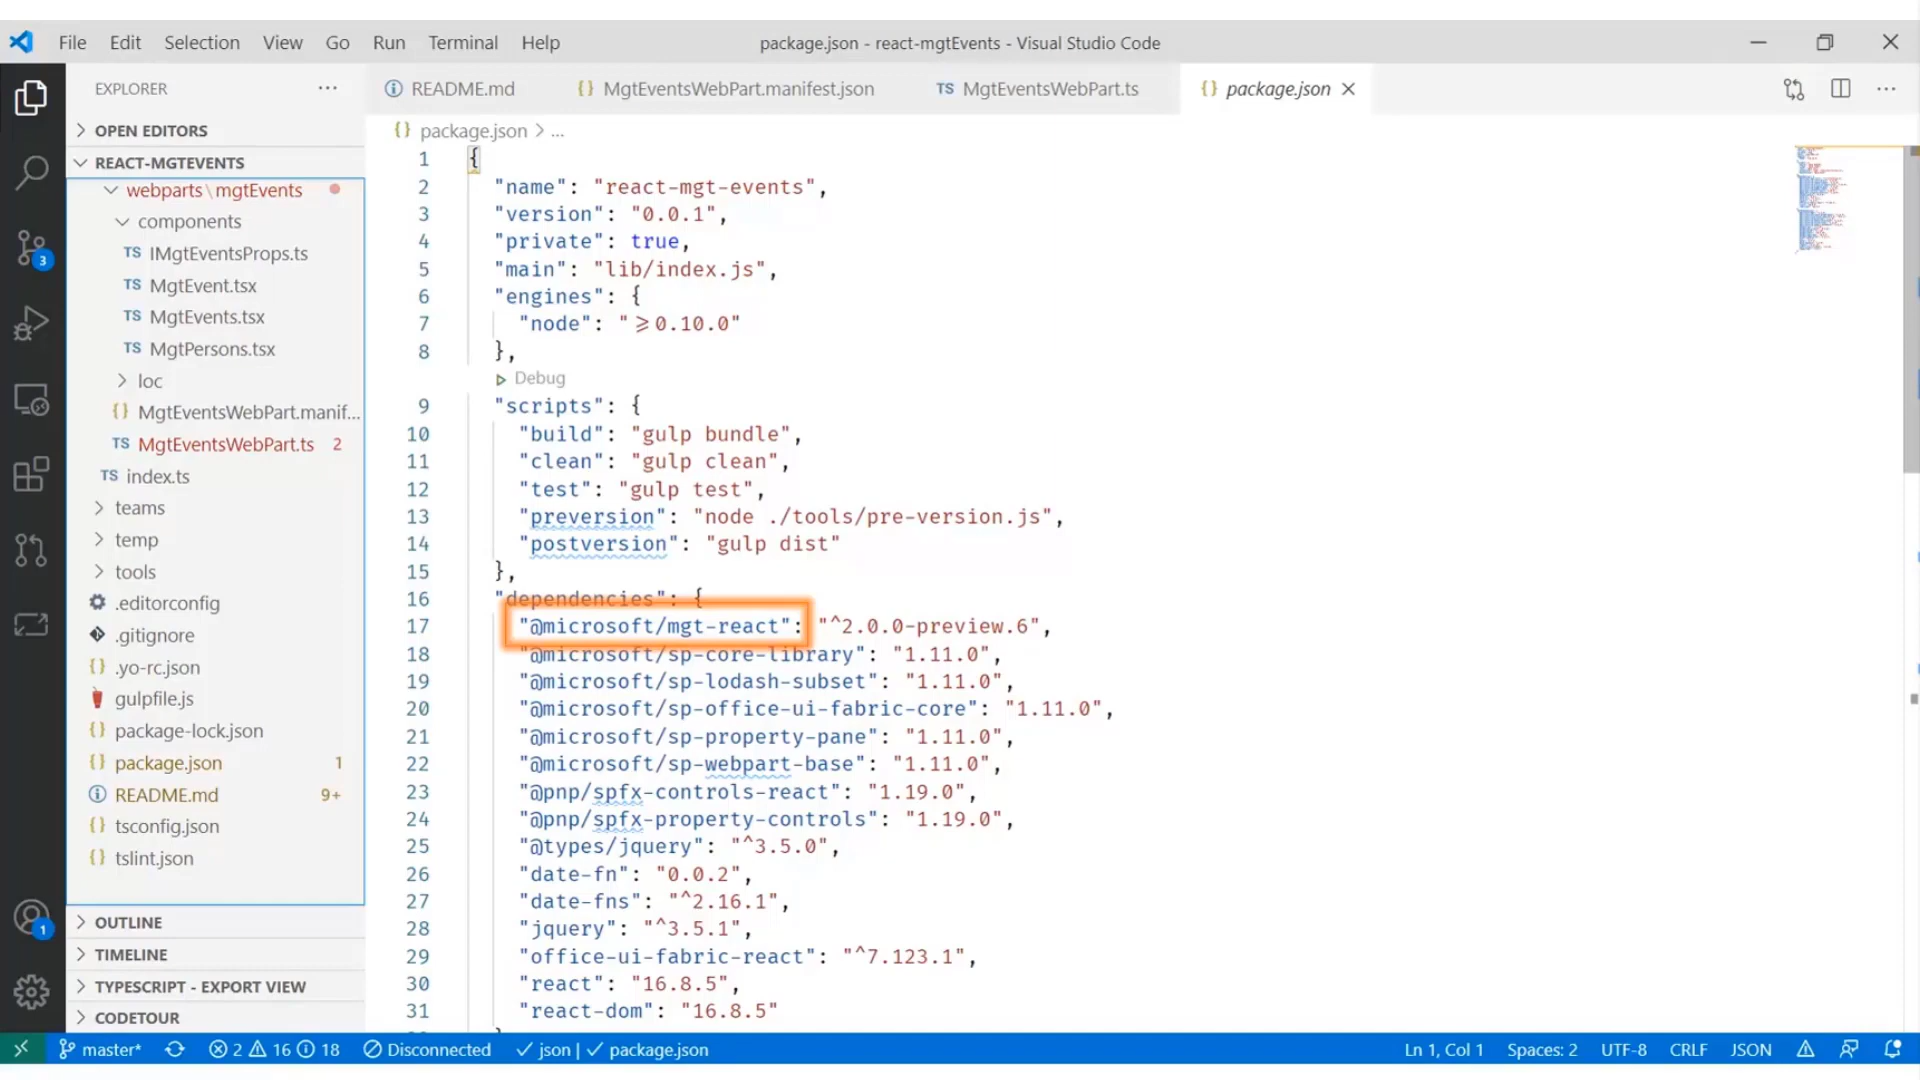 File Edit Selection View Go Run Terminal Help
package.json - react-mgtEvents - Visual Studio Code
EXPLORER
README.md
MgtEventsWebPart.manifest.json
TS MgtEventsWebPart.ts
{} package.json
OPEN EDITORS
{} package.json > ...
REACT-MGTEVENTS
webparts\mgtEvents
components
TS IMgtEventsProps.ts
TS MgtEvent.tsx
TS MgtEvents.tsx
TS MgtPersons.tsx
loc
{} MgtEventsWebPart.manif...
TS MgtEventsWebPart.ts 2
TS index.ts
teams
temp
tools
.editorconfig
.gitignore
{} .yo-rc.json
gulpfile.js
{} package-lock.json
{} package.json 1
README.md 9+
{} tsconfig.json
{} tslint.json
OUTLINE
TIMELINE
TYPESCRIPT - EXPORT VIEW
CODETOUR
3
1
1 {
2 "name": "react-mgt-events",
3 "version": "0.0.1",
4 "private": true,
5 "main": "lib/index.js",
6 "engines": {
7 "node": "≥0.10.0"
8 },
Debug
9 "scripts": {
10 "build": "gulp bundle",
11 "clean": "gulp clean",
12 "test": "gulp test",
13 "preversion": "node ./tools/pre-version.js",
14 "postversion": "gulp dist"
15 },
16 "dependencies": {
17 "@microsoft/mgt-react": "^2.0.0-preview.6",
18 "@microsoft/sp-core-library": "1.11.0",
19 "@microsoft/sp-lodash-subset": "1.11.0",
20 "@microsoft/sp-office-ui-fabric-core": "1.11.0",
21 "@microsoft/sp-property-pane": "1.11.0",
22 "@microsoft/sp-webpart-base": "1.11.0",
23 "@pnp/spfx-controls-react": "1.19.0",
24 "@pnp/spfx-property-controls": "1.19.0",
25 "@types/jquery": "^3.5.0",
26 "date-fn": "0.0.2",
27 "date-fns": "^2.16.1",
28 "jquery": "^3.5.1",
29 "office-ui-fabric-react": "^7.123.1",
30 "react": "16.8.5",
31 "react-dom": "16.8.5"
master* 2 16 18 Disconnected json | package.json
Ln 1, Col 1 Spaces: 2 UTF-8 CRLF JSON